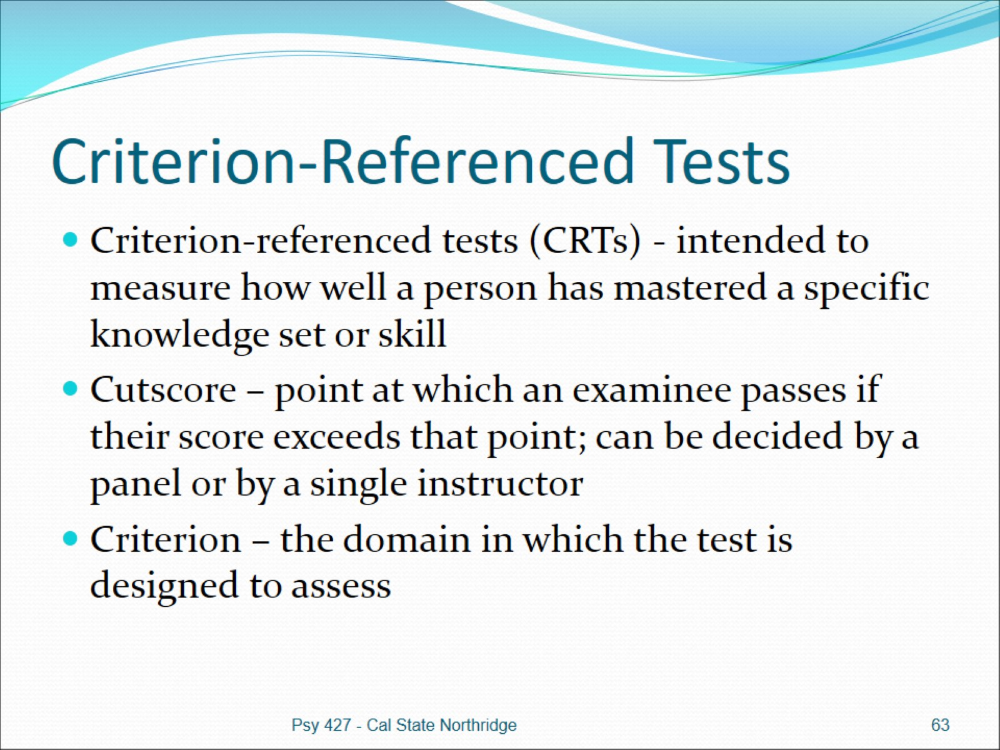 Criterion-Referenced Tests
Criterion-referenced tests (CRTs) - intended to
measure how well a person has mastered a specific
knowledge set or skill
Cutscore – point at which an examinee passes if
their score exceeds that point; can be decided by a
panel or by a single instructor
Criterion – the domain in which the test is
designed to assess
Psy 427 - Cal State Northridge
63